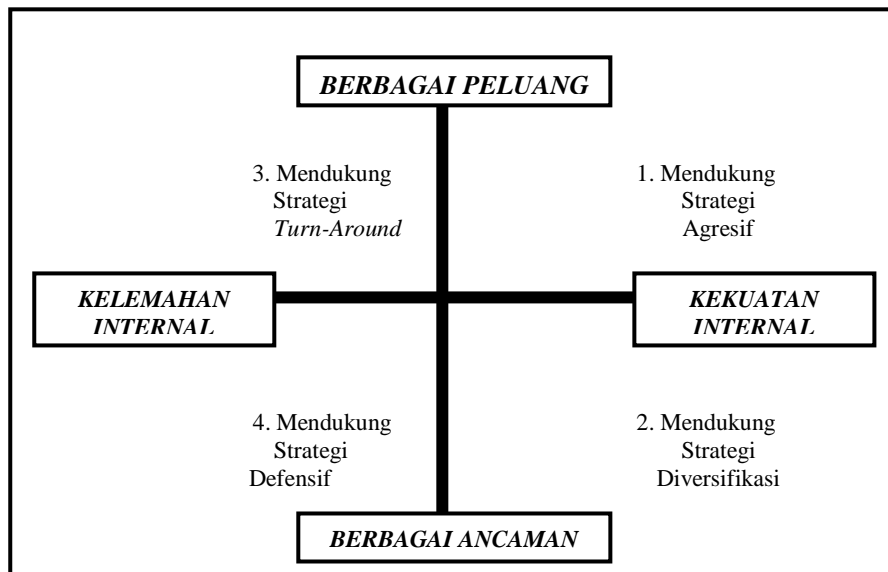 BERBAGAI PELUANG
3. Mendukung
Strategi
Turn-Around
1. Mendukung
Strategi
Agresif
KELEMAHAN
INTERNAL
KEKUATAN
INTERNAL
4. Mendukung
Strategi
Defensif
2. Mendukung
Strategi
Diversifikasi
BERBAGAI ANCAMAN